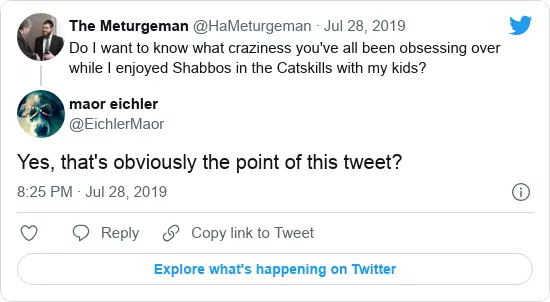 The Meturgeman @HaMeturgeman · Jul 28, 2019
Do I want to know what craziness you've all been obsessing over
while I enjoyed Shabbos in the Catskills with my kids?
maor eichler
@EichlerMaor
Yes, that's obviously the point of this tweet?
8:25 PM · Jul 28, 2019
Reply Copy link to Tweet
Explore what's happening on Twitter